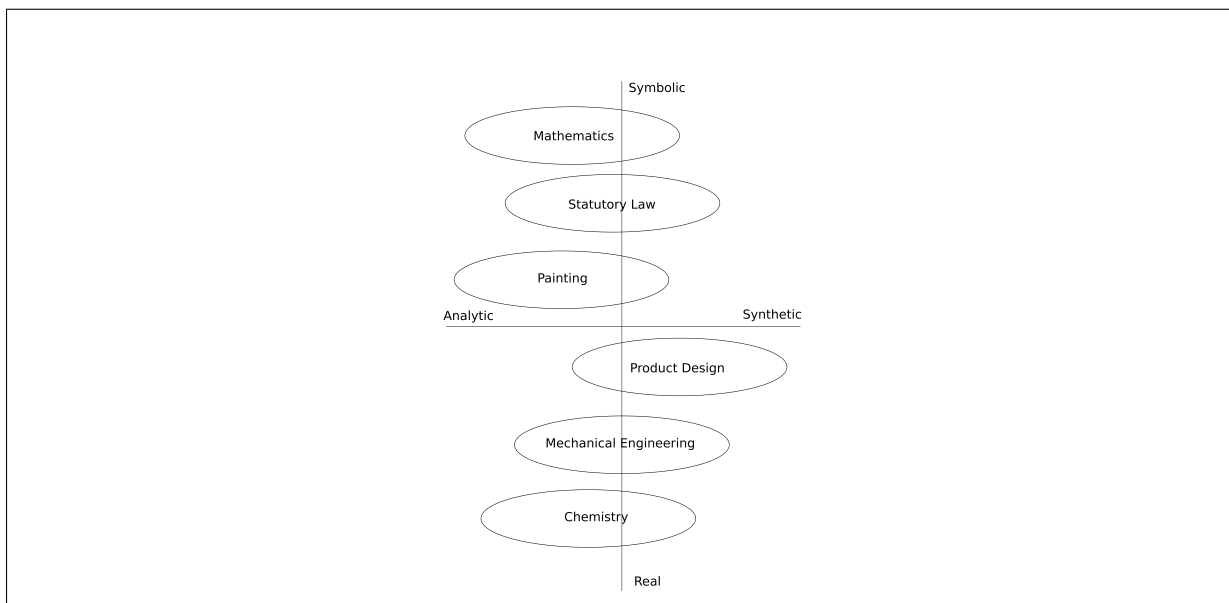 Symbolic
Mathematics
Statutory Law
Painting
Analytic
Synthetic
Product Design
Mechanical Engineering
Chemistry
Real